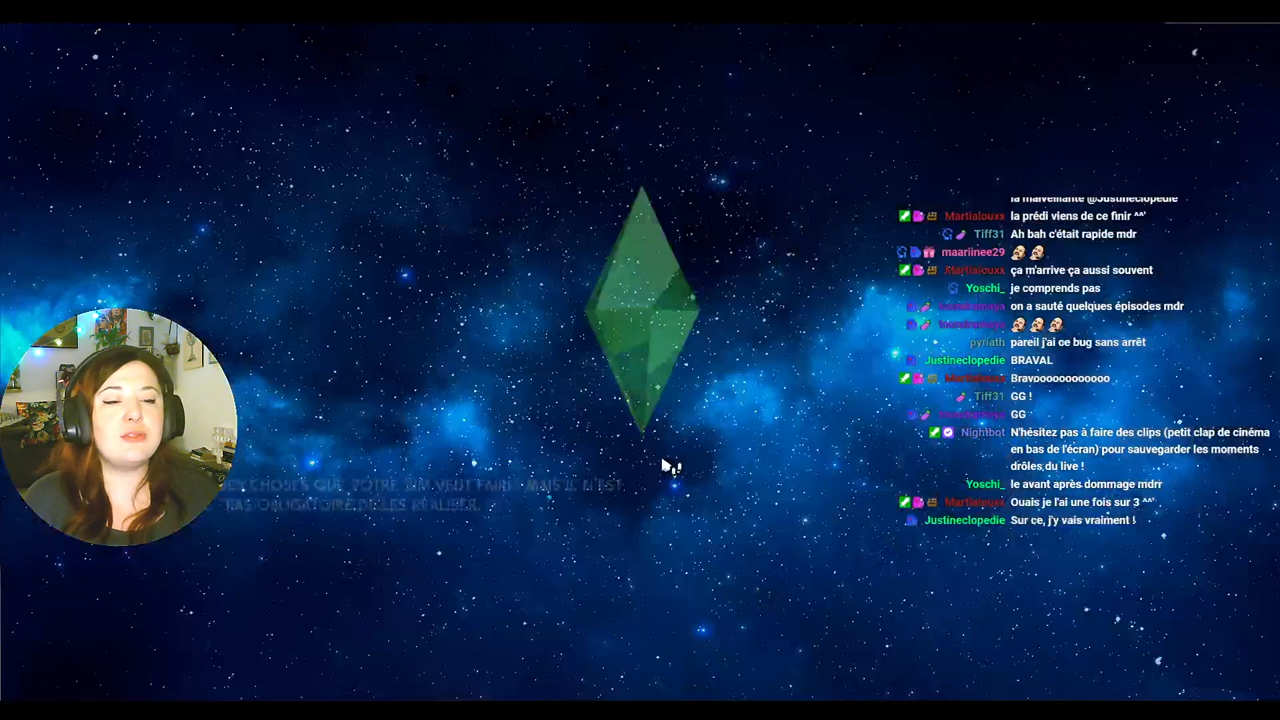 la malveillante @Justineclopedie
Martialouxx la prédi viens de ce finir ^^'
Tiff31 Ah bah c'était rapide mdr
maariinee29
Martialouxx ça m'arrive ça aussi souvent
Yoschi_ je comprends pas
on a sauté quelques épisodes mdr
pyriath pareil j'ai ce bug sans arrêt
Justineclopedie BRAVAL
Martialouxx Bravoooooooooooo
Tiff31 GG !
GG
Nightbot N'hésitez pas à faire des clips (petit clap de cinéma
en bas de l'écran) pour sauvegarder les moments
drôles du live !
Yoschi_ le avant après dommage mdrr
CHOSES QUE VOTRE SIM VEUT FAIRE, MAIS IL N'EST
PAS OBLIGATOIRE DE LES RÉALISER.
Martialouxx Ouais je l'ai une fois sur 3 ^^'
Justineclopedie Sur ce, j'y vais vraiment !